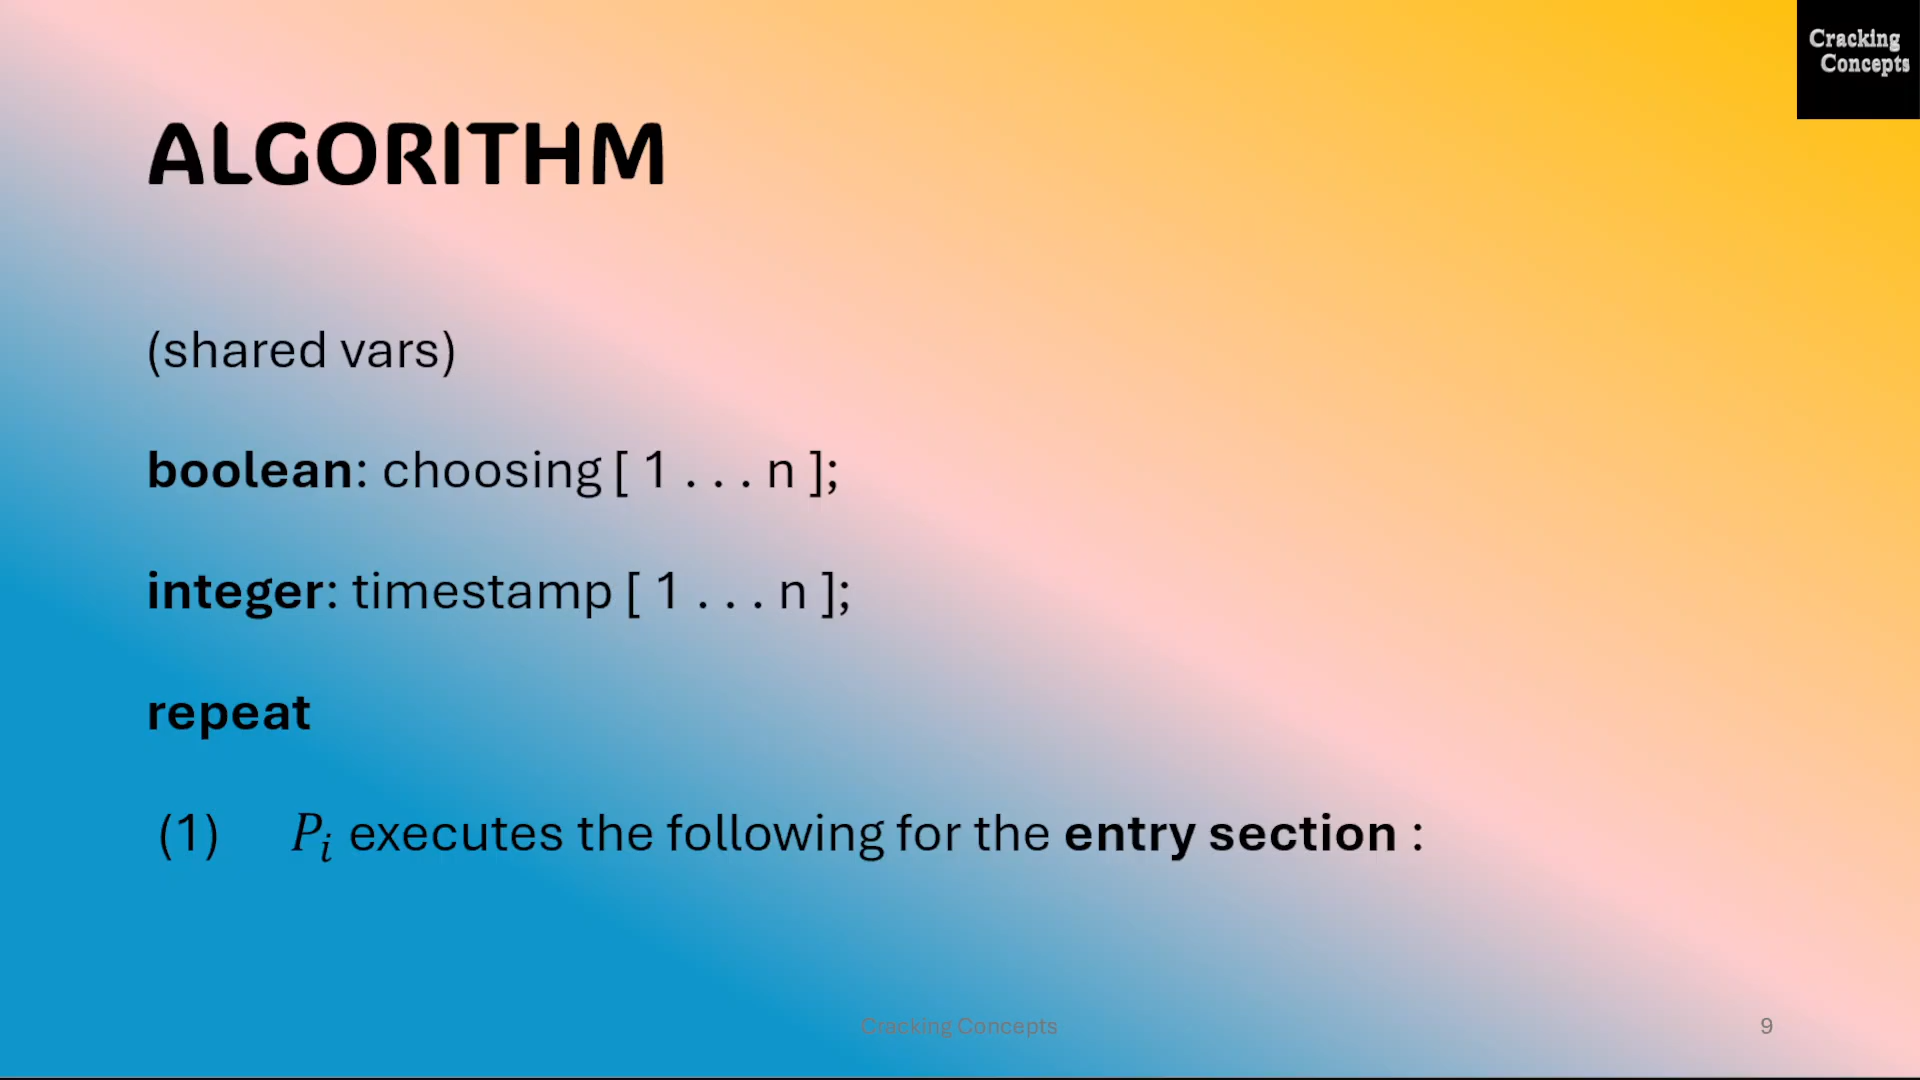 Cracking
Concepts
ALGORITHM
(shared vars)
boolean: choosing [ 1 . . . n ];
integer: timestamp [ 1 . . . n ];
repeat
(1) Pᵢ executes the following for the entry section :
Cracking Concepts
9